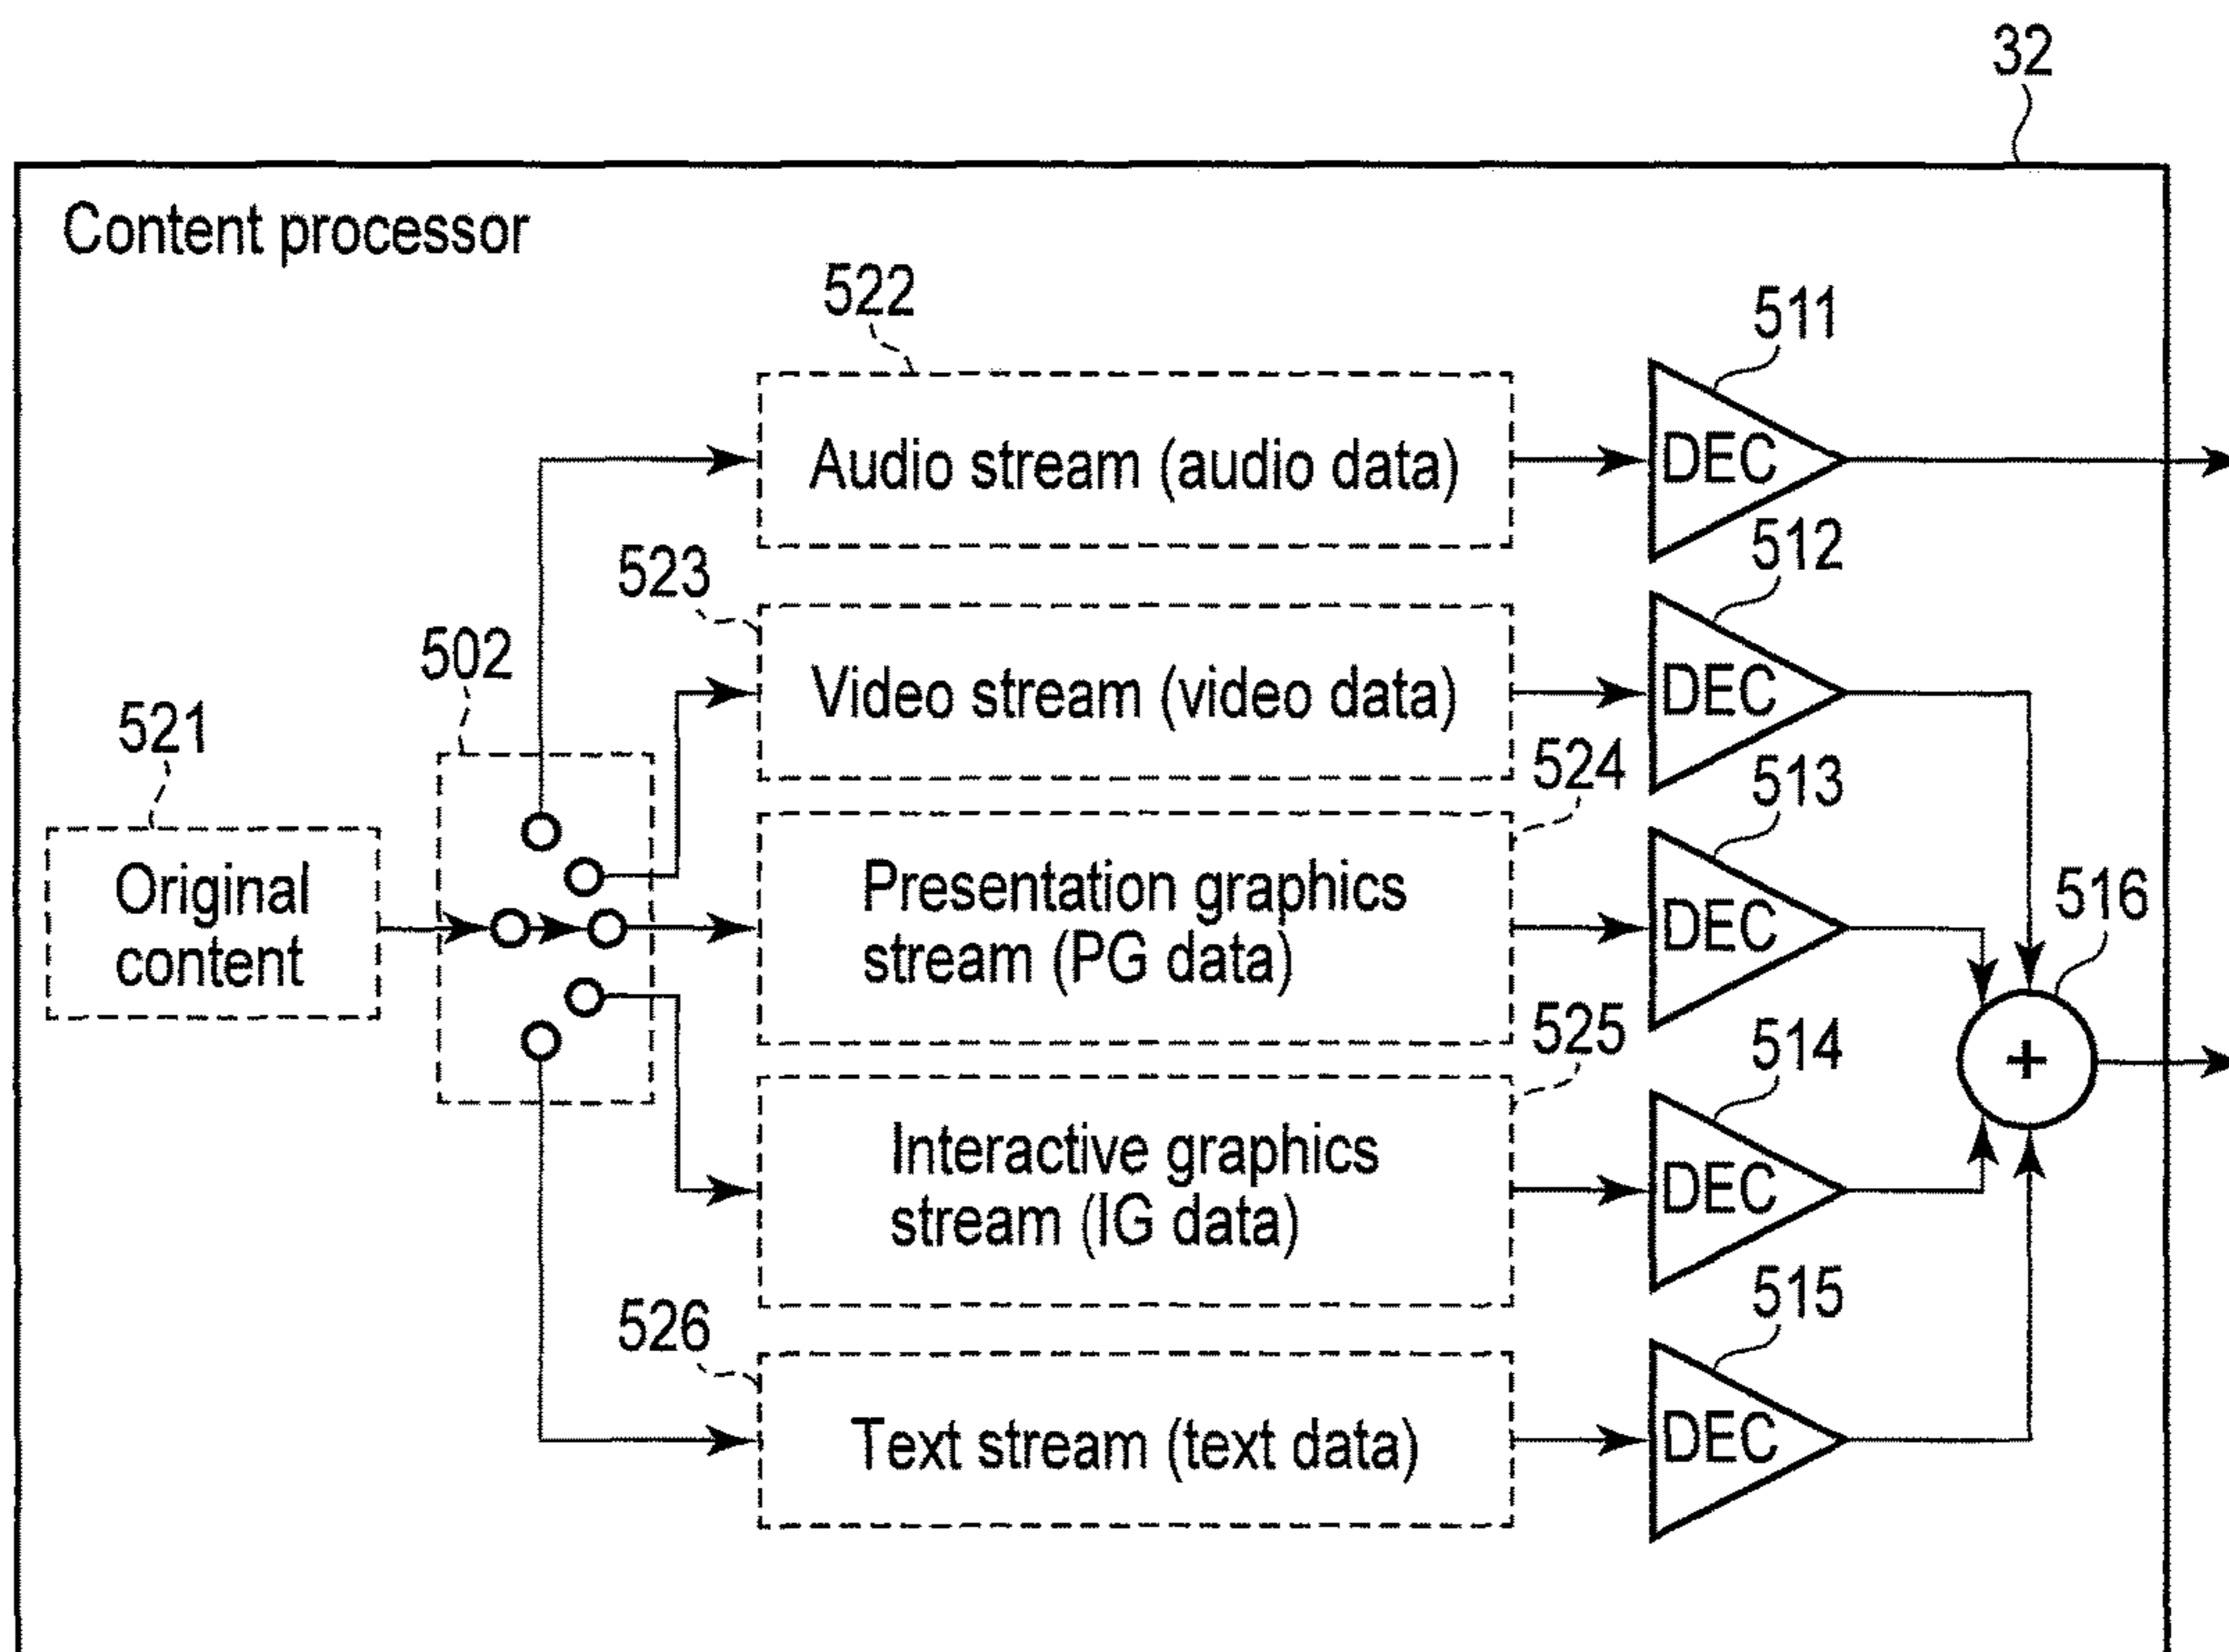 32
Content processor
522
511
Audio stream (audio data)
DEC
523
512
502
Video stream (video data)
DEC
521
524
513
Original
content
Presentation graphics
stream (PG data)
DEC
516
+
525
514
Interactive graphics
stream (IG data)
DEC
526
515
Text stream (text data)
DEC